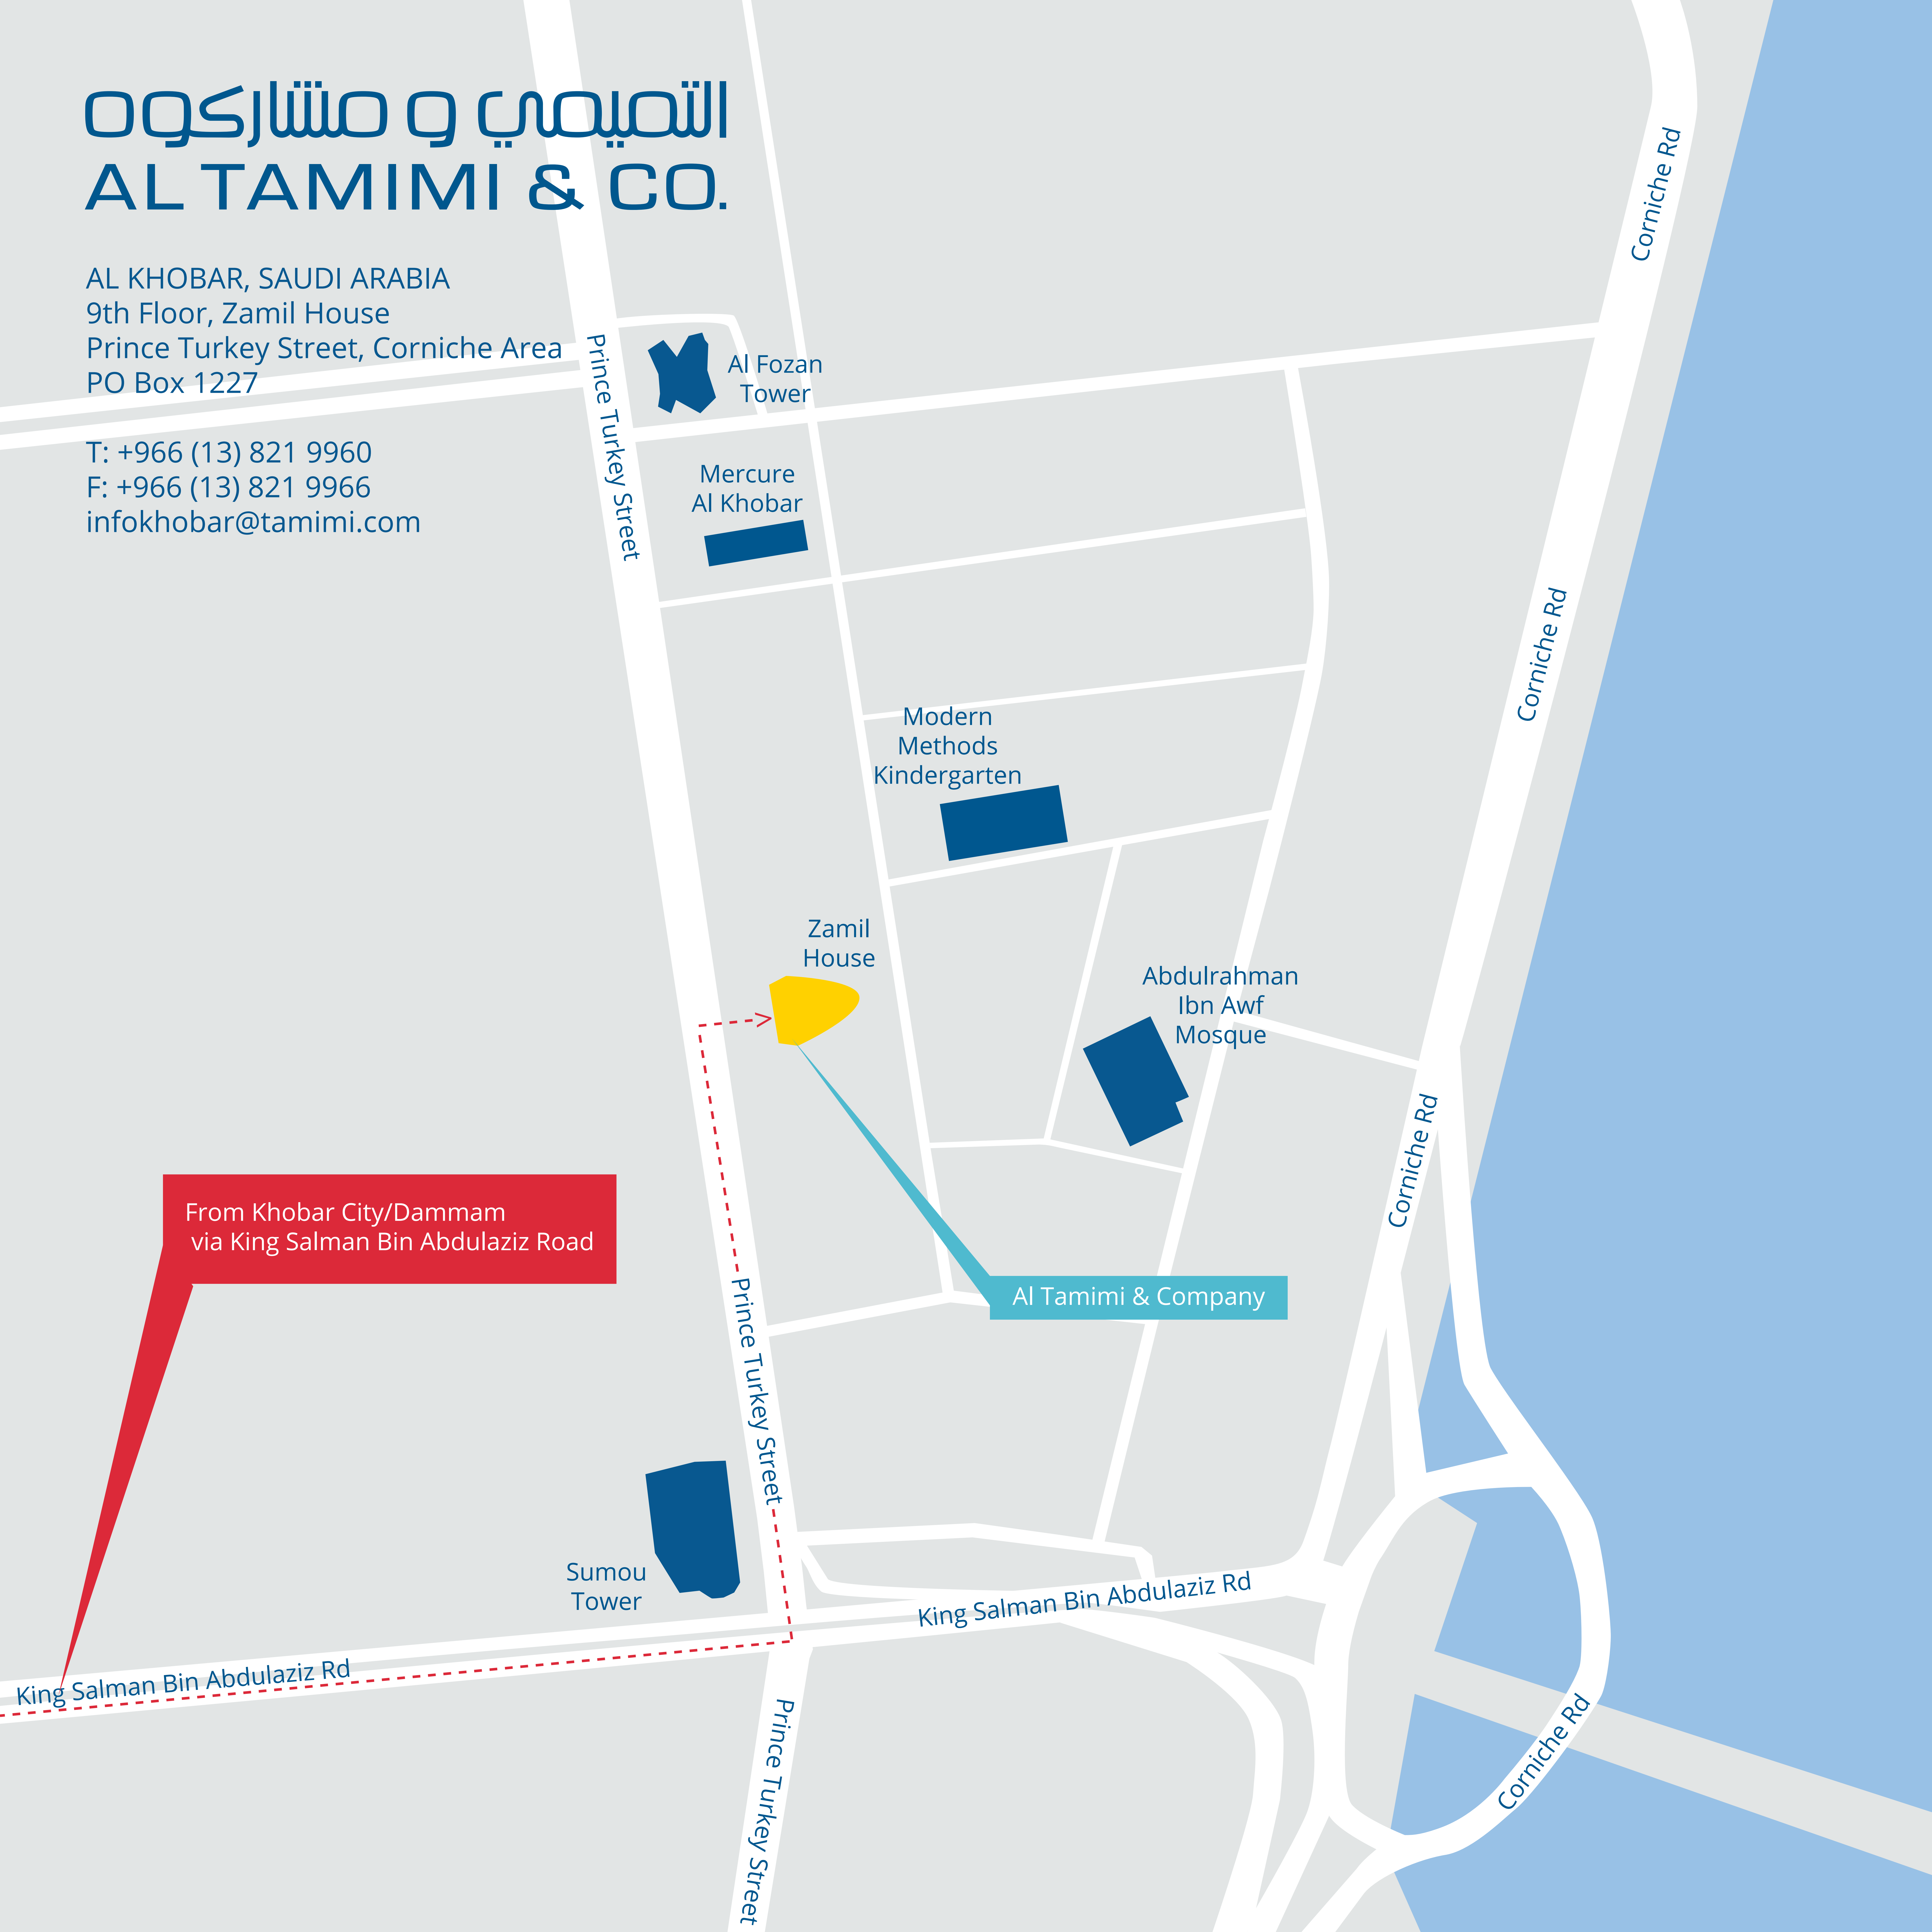 التميمي و مشاركوه
AL TAMIMI & CO.
AL KHOBAR, SAUDI ARABIA
9th Floor, Zamil House
Prince Turkey Street, Corniche Area
PO Box 1227
T: +966 (13) 821 9960
F: +966 (13) 821 9966
infokhobar@tamimi.com
Corniche Rd
Prince Turkey Street
Al Fozan
Tower
Mercure
Al Khobar
Corniche Rd
Modern
Methods
Kindergarten
Zamil
House
Abdulrahman
Ibn Awf
Mosque
Corniche Rd
From Khobar City/Dammam
via King Salman Bin Abdulaziz Road
Al Tamimi & Company
Prince Turkey Street
Sumou
Tower
King Salman Bin Abdulaziz Rd
King Salman Bin Abdulaziz Rd
Prince Turkey Street
Corniche Rd